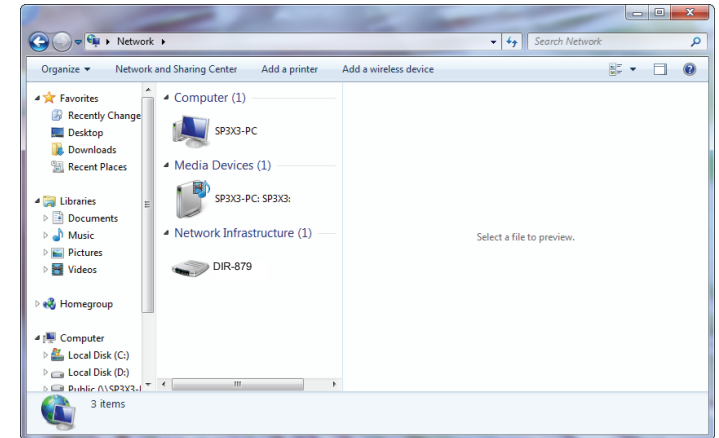 Network
Search Network
Organize Network and Sharing Center Add a printer Add a wireless device
Favorites
Recently Change
Desktop
Downloads
Recent Places
Libraries
Documents
Music
Pictures
Videos
Homegroup
Computer
Local Disk (C:)
Local Disk (D:)
Public (\\SP3X3-
Computer (1)
SP3X3-PC
Media Devices (1)
SP3X3-PC: SP3X3:
Network Infrastructure (1)
DIR-879
Select a file to preview.
3 items